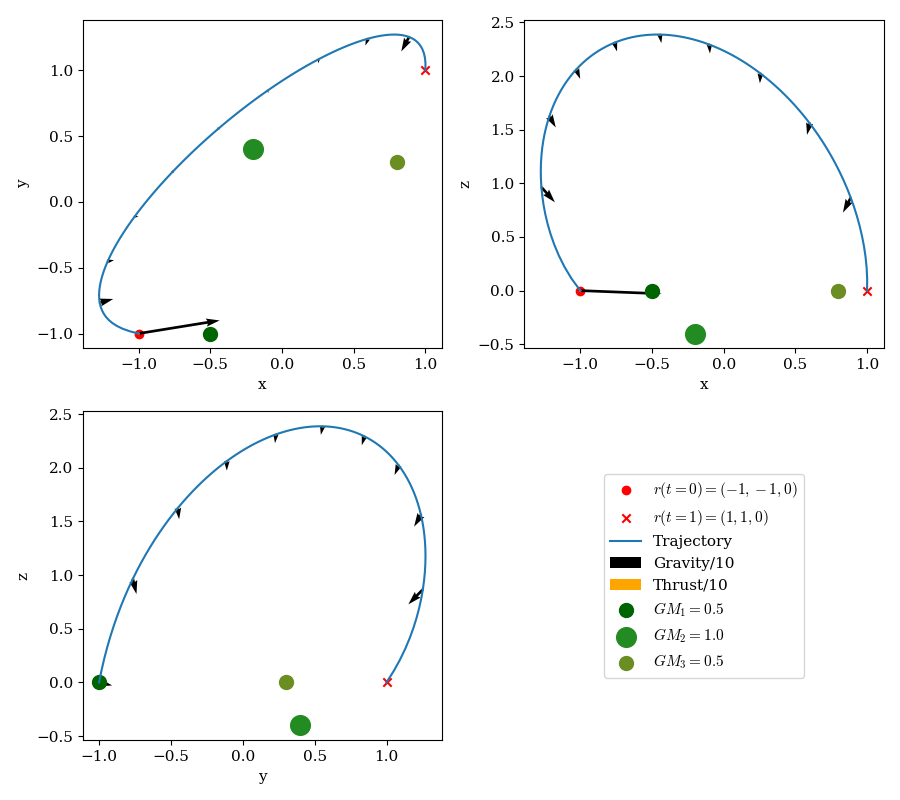 1.0
0.5
0.0
−0.5
−1.0
y
−1.0 −0.5 0.0 0.5 1.0
x
2.5
2.0
1.5
1.0
0.5
0.0
−0.5
z
−1.0 −0.5 0.0 0.5 1.0
x
2.5
2.0
1.5
1.0
0.5
0.0
−0.5
z
−1.0 −0.5 0.0 0.5 1.0
y
r(t = 0) = (−1, −1, 0)
r(t = 1) = (1, 1, 0)
Trajectory
Gravity/10
Thrust/10
GM₁ = 0.5
GM₂ = 1.0
GM₃ = 0.5